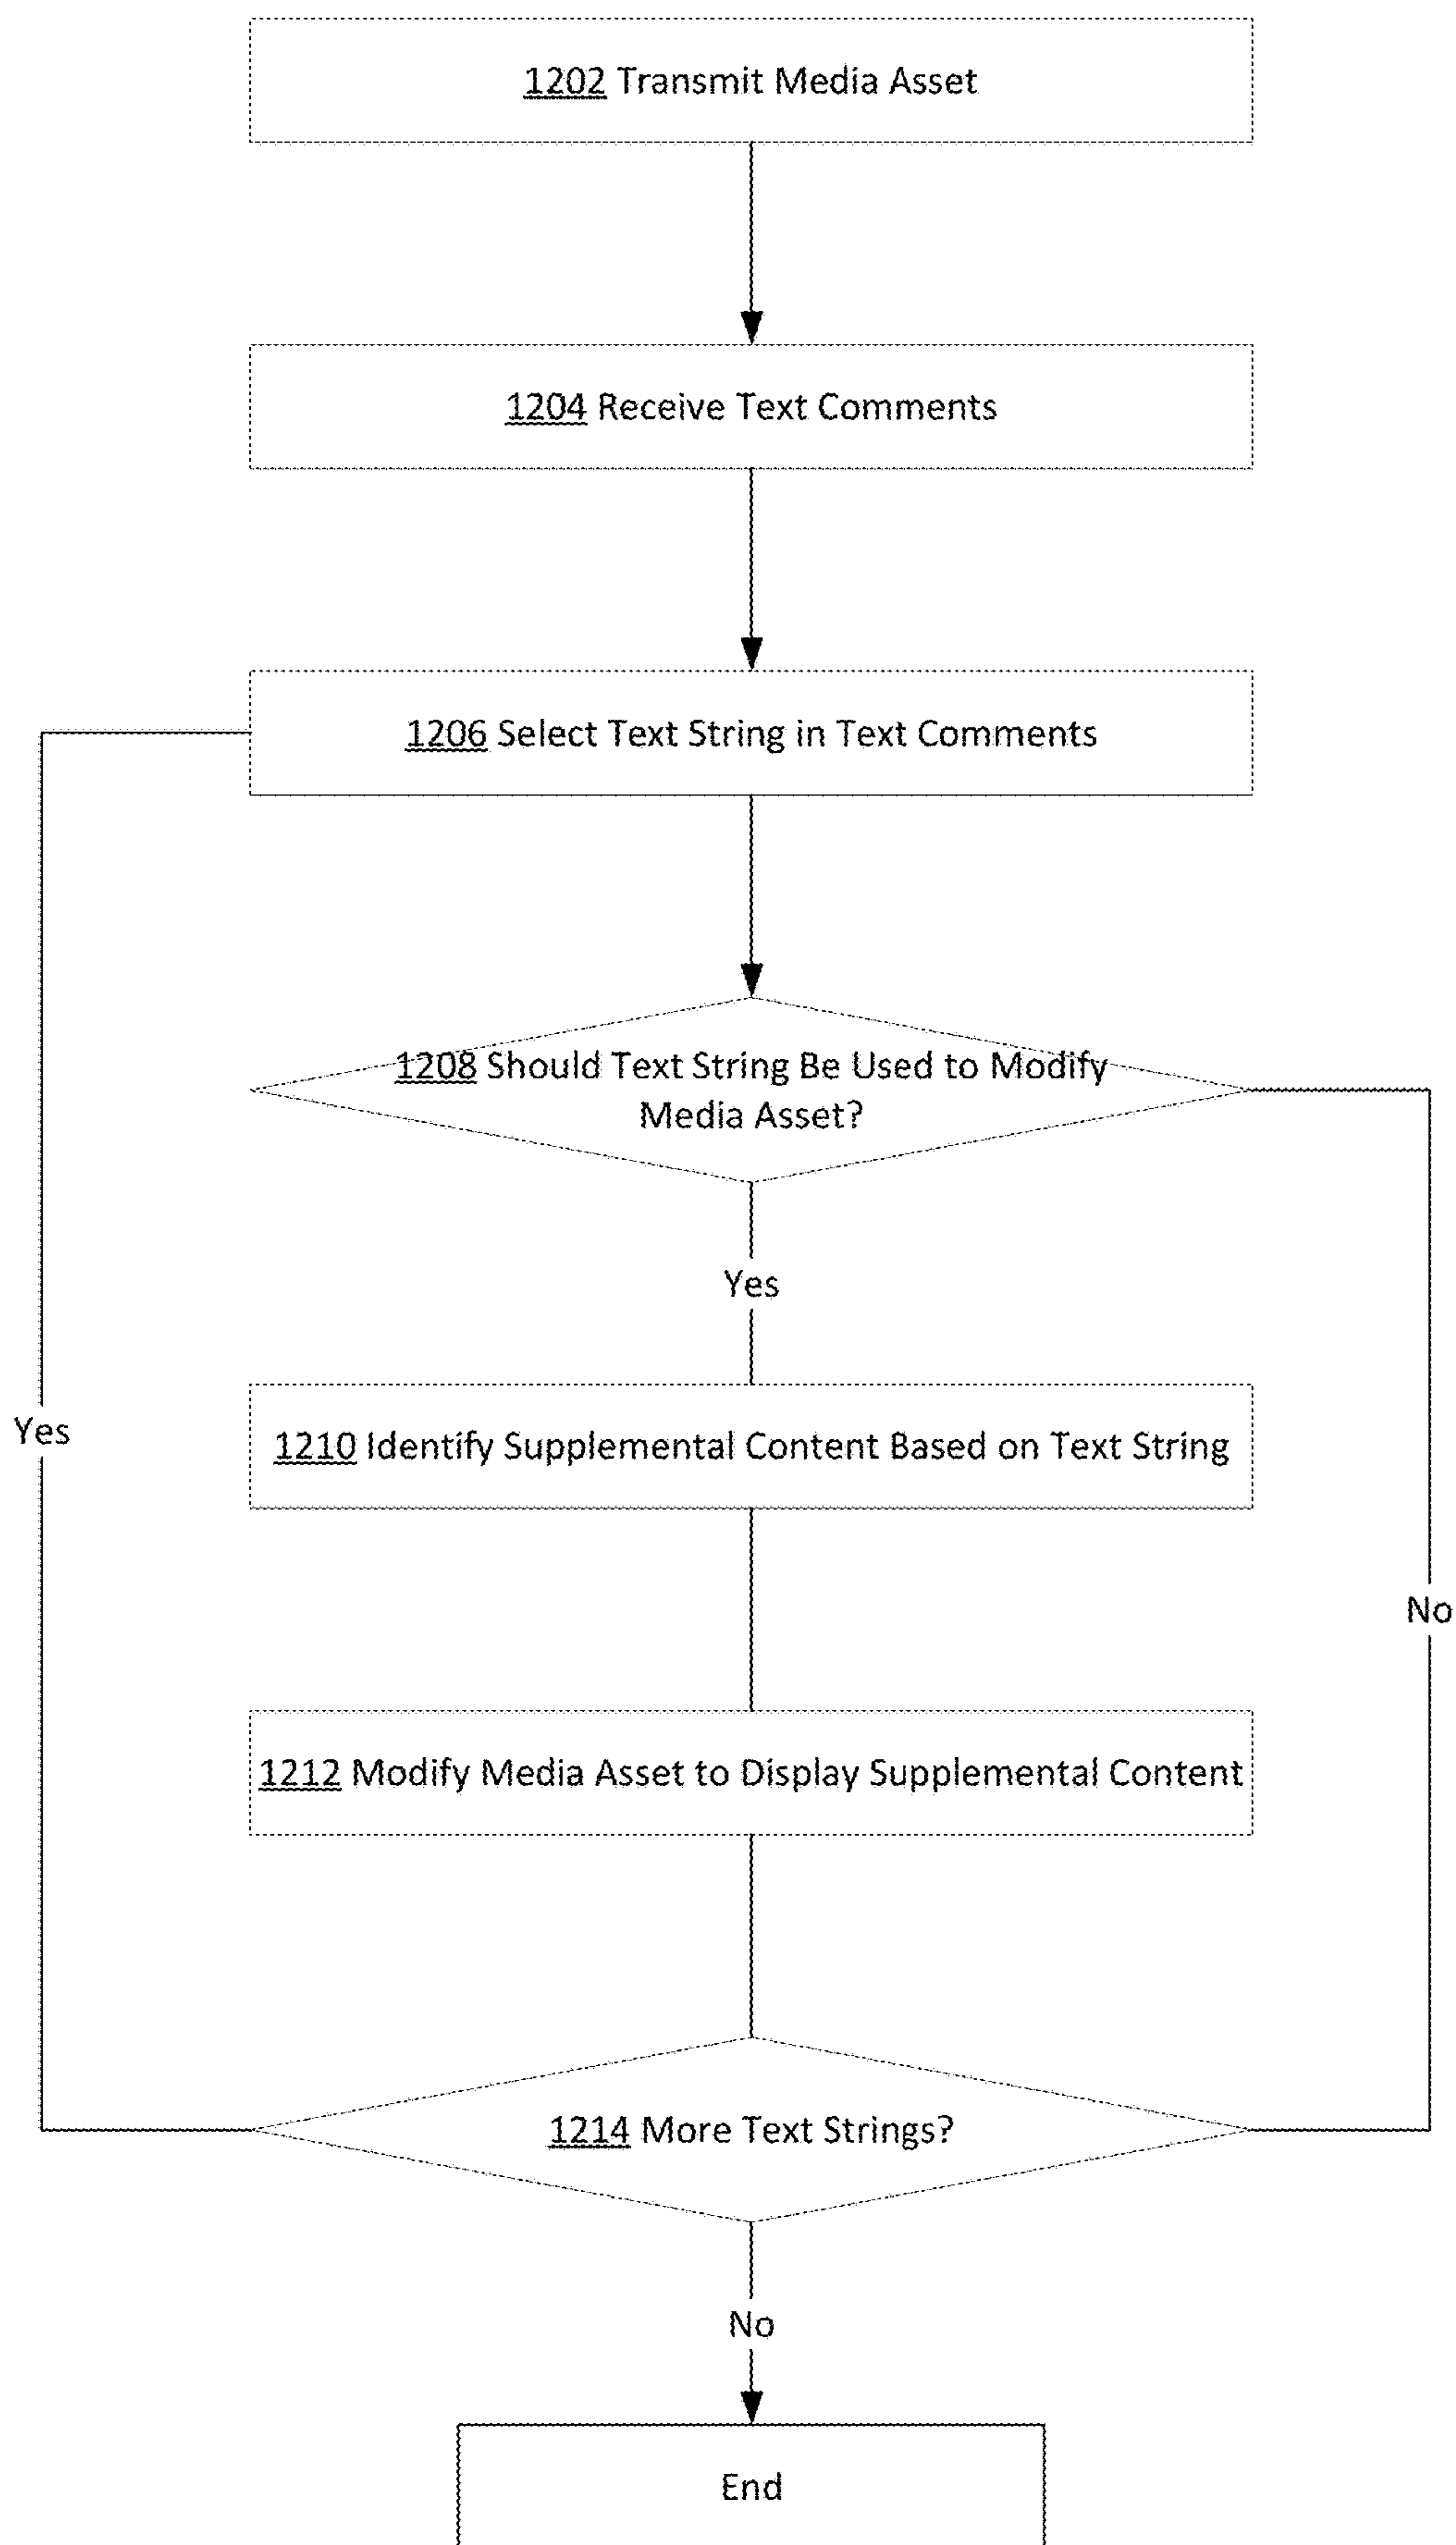 1202 Transmit Media Asset
1204 Receive Text Comments
1206 Select Text String in Text Comments
1208 Should Text String Be Used to Modify
Media Asset?
Yes
1210 Identify Supplemental Content Based on Text String
Yes
No
1212 Modify Media Asset to Display Supplemental Content
1214 More Text Strings?
No
End